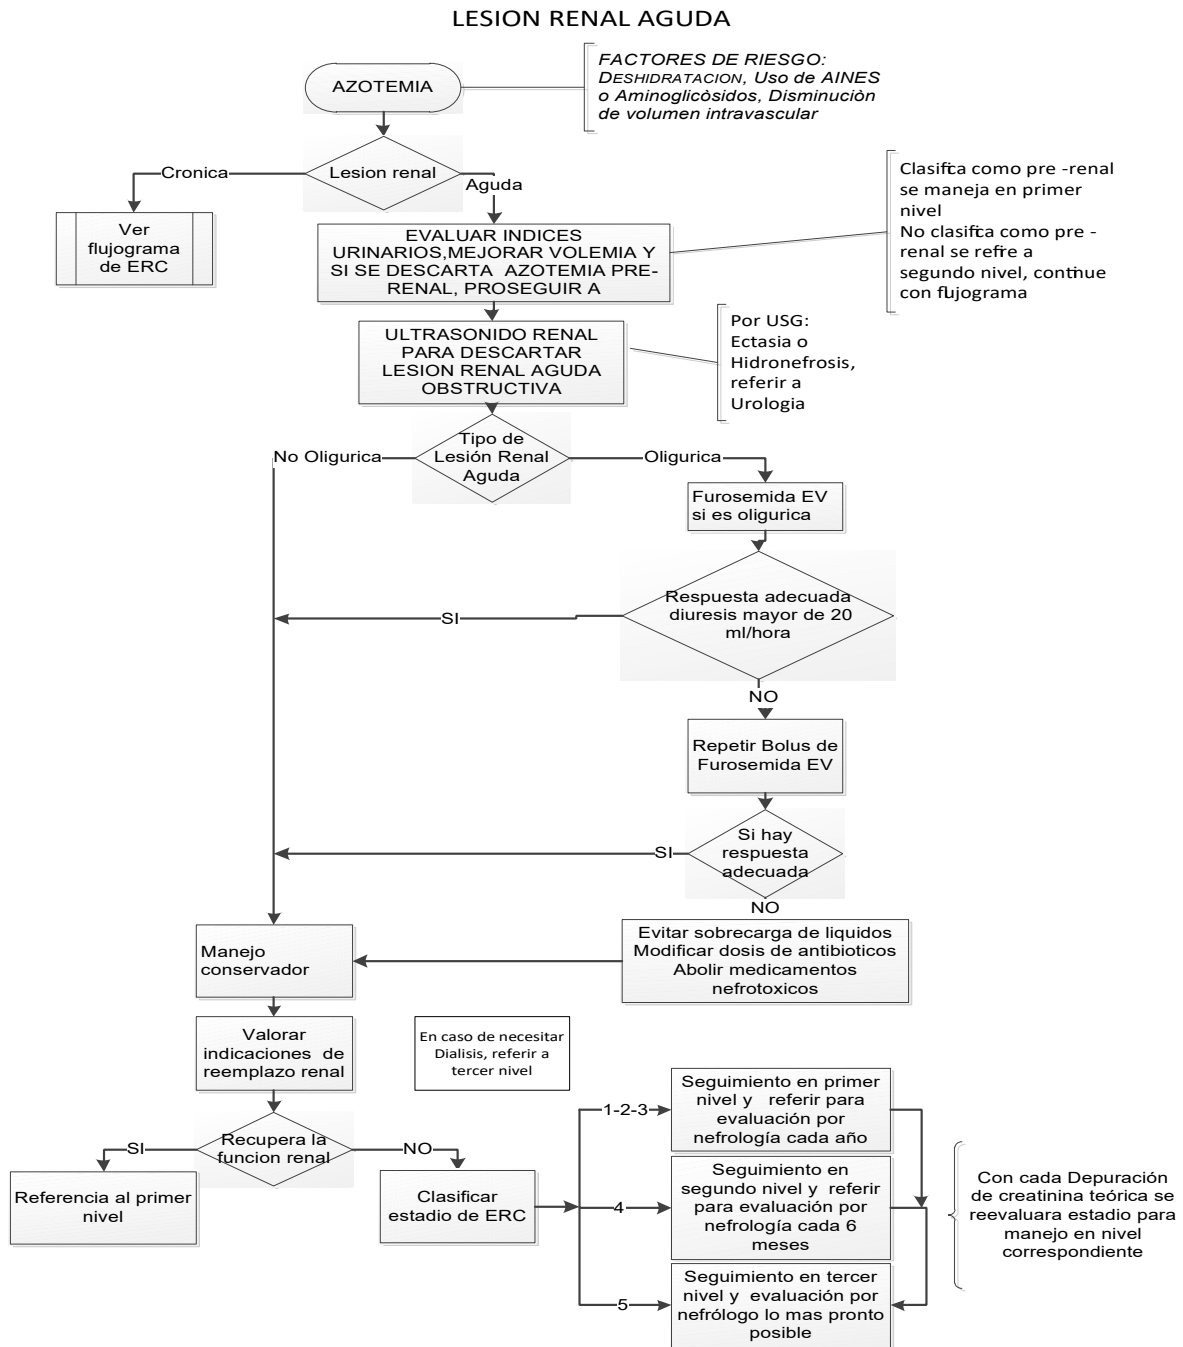 LESION RENAL AGUDA
AZOTEMIA
FACTORES DE RIESGO:
DESHIDRATACION, Uso de AINES
o Aminoglicòsidos, Disminuciòn
de volumen intravascular
Lesion renal
Cronica
Aguda
Ver
flujograma
de ERC
EVALUAR INDICES
URINARIOS,MEJORAR VOLEMIA Y
SI SE DESCARTA AZOTEMIA PRE-
RENAL, PROSEGUIR A
Clasifica como pre -renal
se maneja en primer
nivel
No clasifica como pre -
renal se refire a
segundo nivel, continue
con flujograma
ULTRASONIDO RENAL
PARA DESCARTAR
LESION RENAL AGUDA
OBSTRUCTIVA
Por USG:
Ectasia o
Hidronefrosis,
referir a
Urologia
Tipo de
Lesión Renal
Aguda
No Oligurica
Oligurica
Furosemida EV
si es oligurica
Respuesta adecuada
diuresis mayor de 20
ml/hora
SI
NO
Repetir Bolus de
Furosemida EV
Si hay
respuesta
adecuada
SI
NO
Evitar sobrecarga de liquidos
Modificar dosis de antibioticos
Abolir medicamentos
nefrotoxicos
Manejo
conservador
Valorar
indicaciones de
reemplazo renal
En caso de necesitar
Dialisis, referir a
tercer nivel
Recupera la
funcion renal
SI
NO
Referencia al primer
nivel
Clasificar
estadio de ERC
1-2-3
Seguimiento en primer
nivel y referir para
evaluación por
nefrología cada año
4
Seguimiento en
segundo nivel y referir
para evaluación por
nefrología cada 6
meses
5
Seguimiento en tercer
nivel y evaluación por
nefrólogo lo mas pronto
posible
Con cada Depuración
de creatinina teórica se
reevaluara estadio para
manejo en nivel
correspondiente